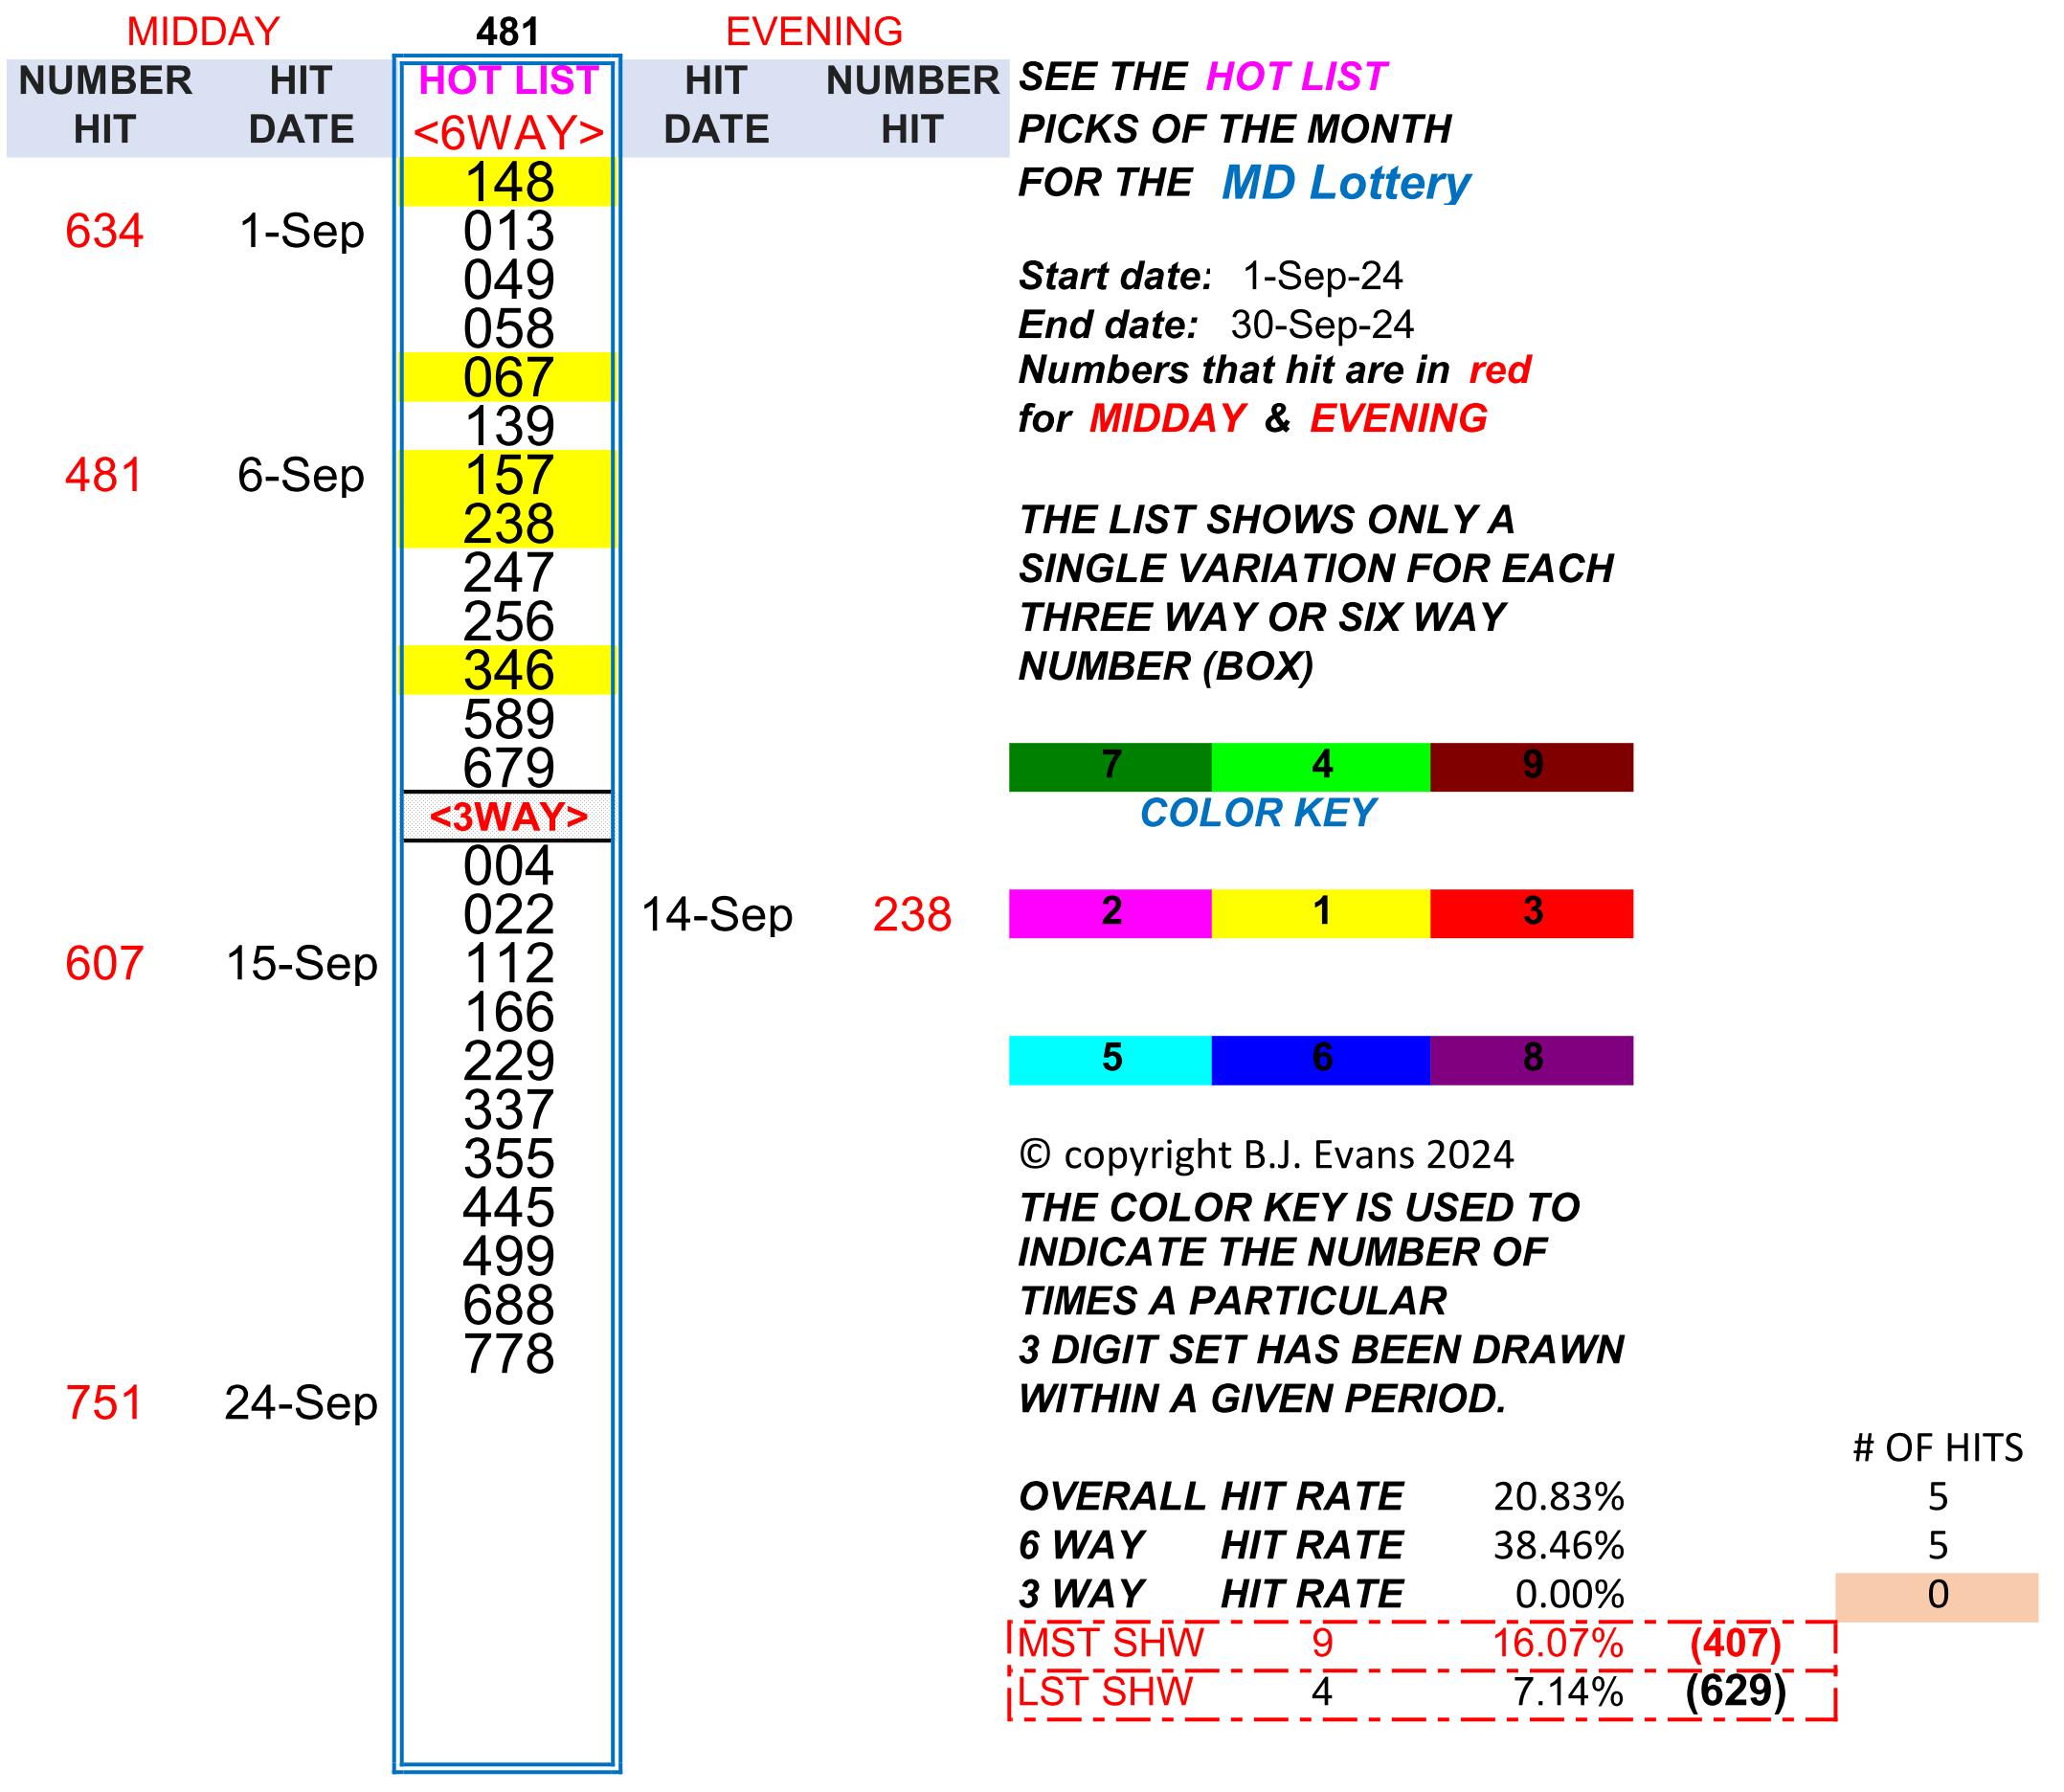 MIDDAY 481 EVENING
NUMBER HIT HOT LIST HIT NUMBER SEE THE HOT LIST
HIT DATE <6WAY> DATE HIT PICKS OF THE MONTH
148 FOR THE MD Lottery
634 1-Sep 013
049 Start date: 1-Sep-24
058 End date: 30-Sep-24
067 Numbers that hit are in red
139 for MIDDAY & EVENING
481 6-Sep 157
238 THE LIST SHOWS ONLY A
247 SINGLE VARIATION FOR EACH
256 THREE WAY OR SIX WAY
346 NUMBER (BOX)
589
679 7 4 9
<3WAY> COLOR KEY
004
022 14-Sep 238 2 1 3
607 15-Sep 112
166
229 5 6 8
337
355 © copyright B.J. Evans 2024
445 THE COLOR KEY IS USED TO
499 INDICATE THE NUMBER OF
688 TIMES A PARTICULAR
778 3 DIGIT SET HAS BEEN DRAWN
751 24-Sep WITHIN A GIVEN PERIOD.
# OF HITS
OVERALL HIT RATE 20.83% 5
6 WAY HIT RATE 38.46% 5
3 WAY HIT RATE 0.00% 0
MST SHW 9 16.07% (407)
LST SHW 4 7.14% (629)